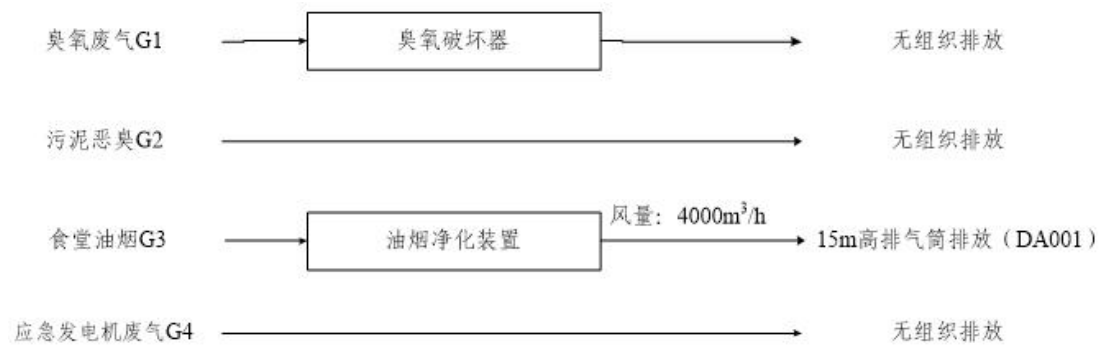 臭氧废气G1 臭氧破坏器 无组织排放
污泥恶臭G2 无组织排放
风量：4000m³/h
食堂油烟G3 油烟净化装置 15m高排气筒排放（DA001）
应急发电机废气G4 无组织排放